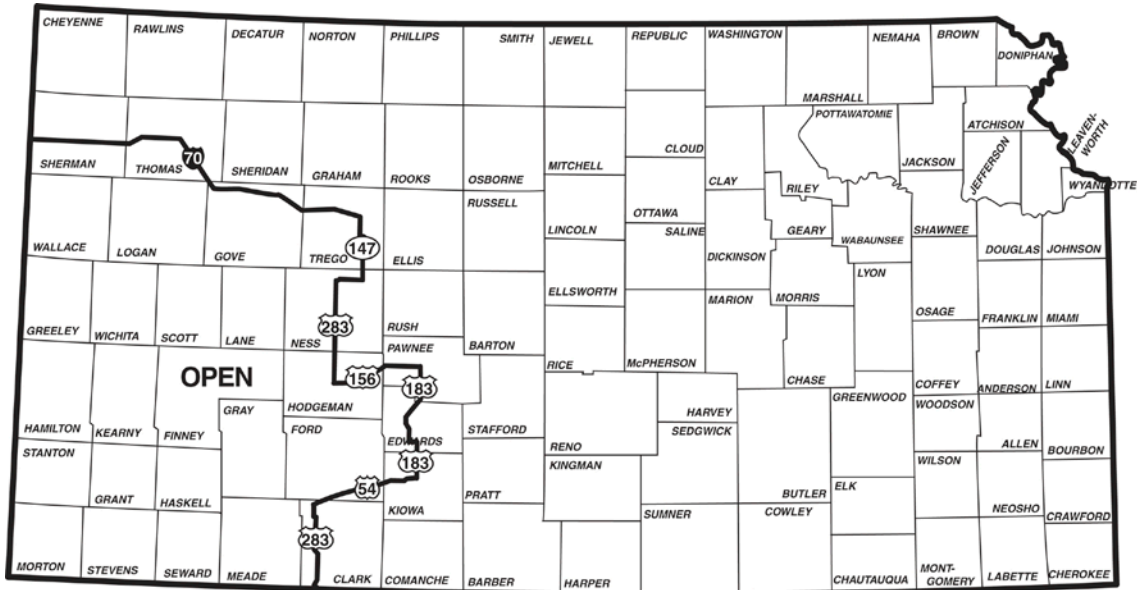 CHEYENNE
RAWLINS
DECATUR
NORTON
PHILLIPS
SMITH
JEWELL
REPUBLIC
WASHINGTON
MARSHALL
NEMAHA
BROWN
DONIPHAN
SHERMAN
THOMAS
70
SHERIDAN
GRAHAM
ROOKS
OSBORNE
MITCHELL
CLOUD
CLAY
RILEY
POTTAWATOMIE
JACKSON
ATCHISON
JEFFERSON
LEAVEN-
WORTH
WYANDOTTE
WALLACE
LOGAN
GOVE
TREGO
147
ELLIS
RUSSELL
LINCOLN
OTTAWA
SALINE
DICKINSON
GEARY
WABAUNSEE
SHAWNEE
DOUGLAS
JOHNSON
GREELEY
WICHITA
SCOTT
LANE
NESS
283
RUSH
BARTON
ELLSWORTH
RICE
McPHERSON
MARION
MORRIS
CHASE
LYON
OSAGE
FRANKLIN
MIAMI
OPEN
156
PAWNEE
183
HAMILTON
KEARNY
FINNEY
GRAY
HODGEMAN
FORD
EDWARDS
STAFFORD
RENO
HARVEY
SEDGWICK
BUTLER
GREENWOOD
COFFEY
ANDERSON
LINN
WOODSON
ALLEN
BOURBON
STANTON
GRANT
HASKELL
54
183
KIOWA
PRATT
KINGMAN
ELK
WILSON
NEOSHO
CRAWFORD
MORTON
STEVENS
SEWARD
MEADE
283
CLARK
COMANCHE
BARBER
HARPER
SUMNER
COWLEY
CHAUTAUQUA
MONT-
GOMERY
LABETTE
CHEROKEE